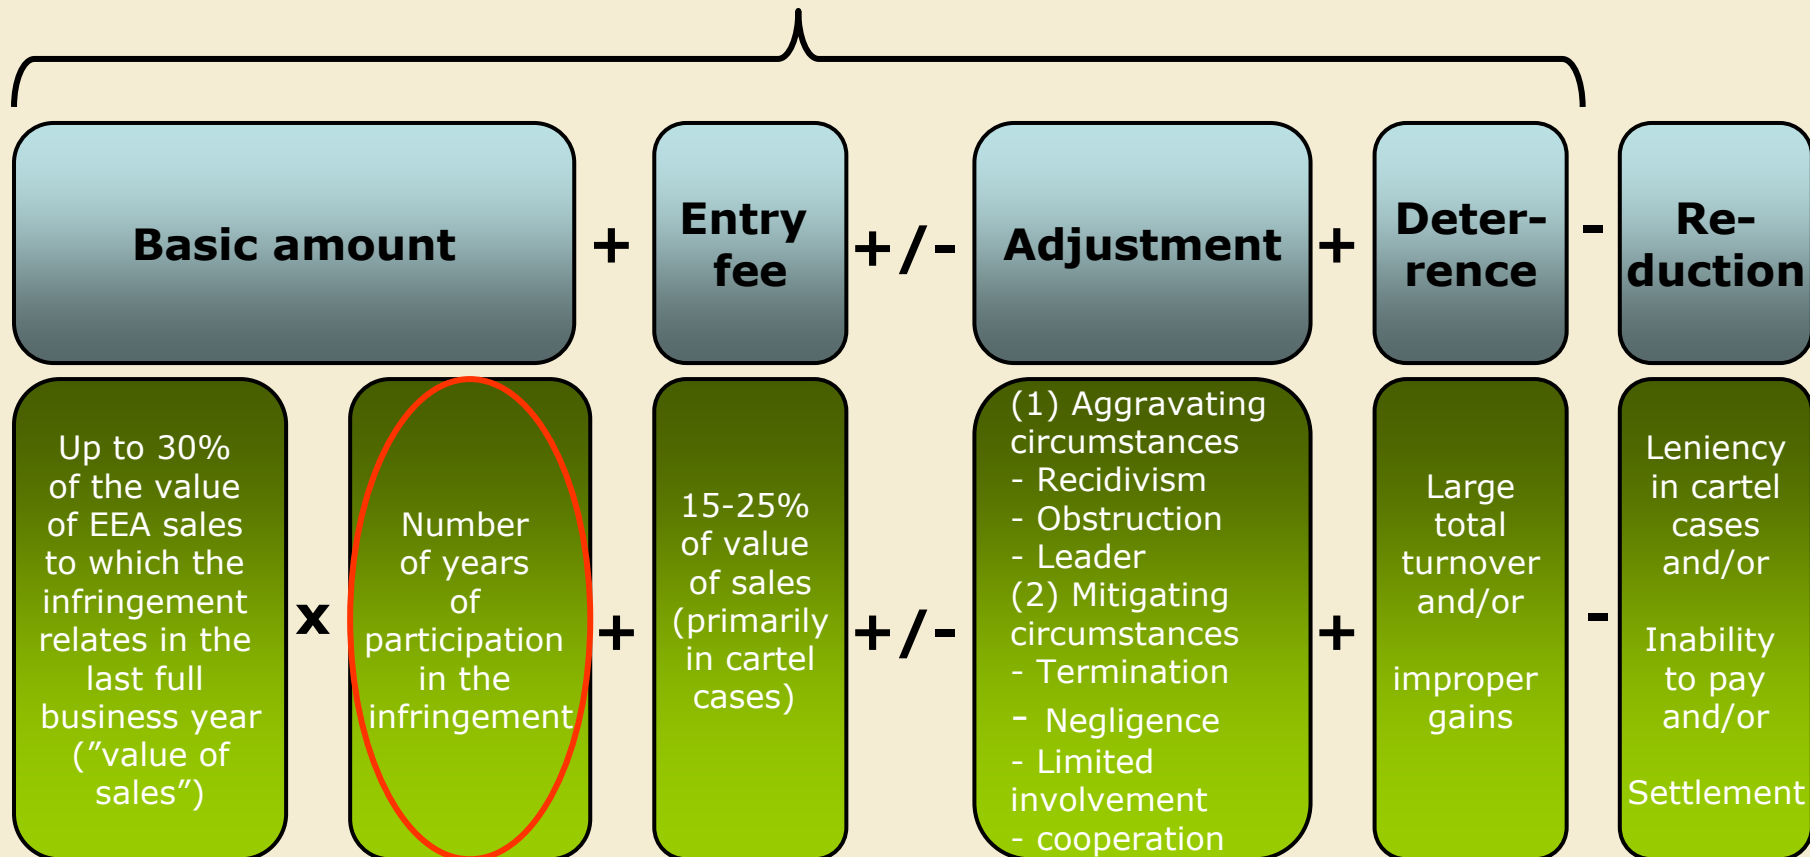 Basic amount
+
Entry
fee
+/-
Adjustment
+
Deter-
rence
-
Re-
duction
Up to 30%
of the value
of EEA sales
to which the
infringement
relates in the
last full
business year
(”value of
sales”)
x
Number
of years
of
participation
in the
infringement
+
15-25%
of value
of sales
(primarily
in cartel
cases)
+/-
(1) Aggravating
circumstances
- Recidivism
- Obstruction
- Leader
(2) Mitigating
circumstances
- Termination
- Negligence
- Limited
involvement
- cooperation
+
Large
total
turnover
and/or
improper
gains
-
Leniency
in cartel
cases
and/or
Inability
to pay
and/or
Settlement